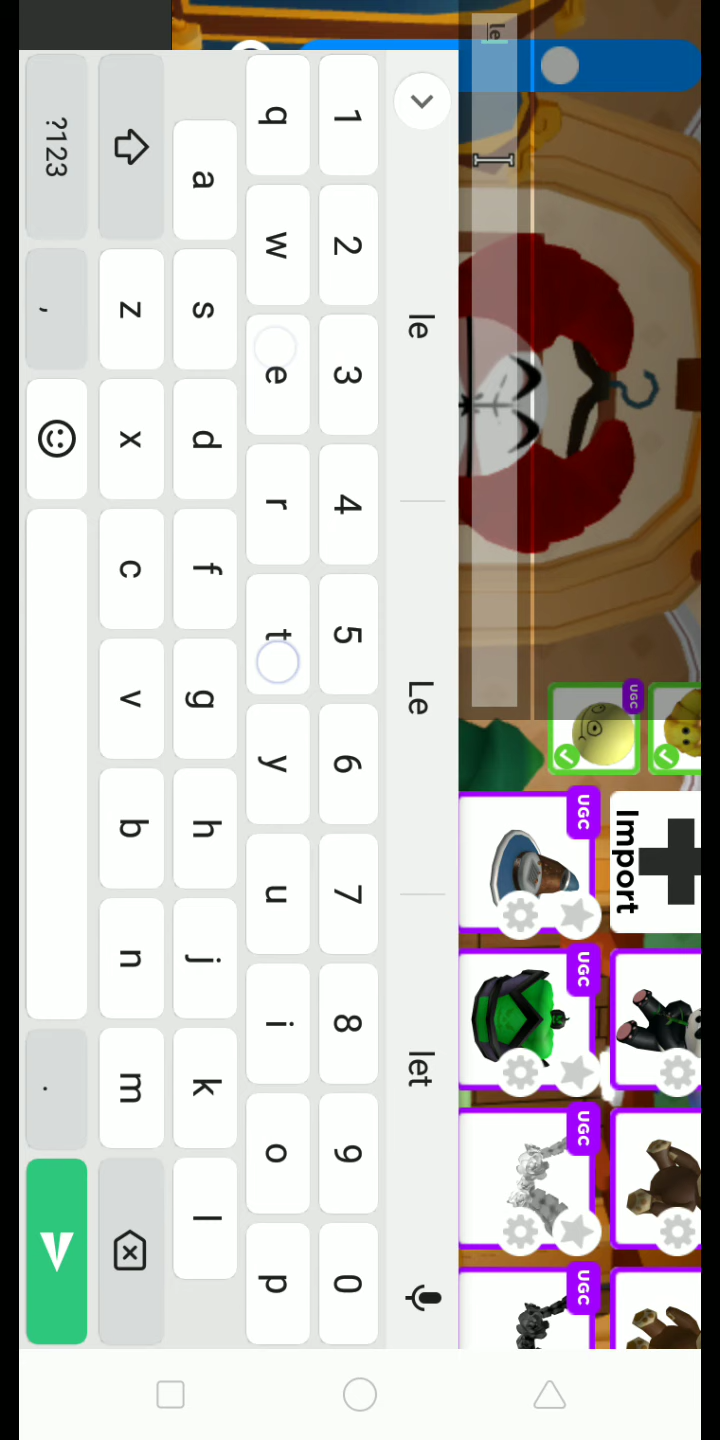 le
UGC
UGC
Import
UGC
UGC
UGC
le Le let
1 2 3 4 5 6 7 8 9 0
q w e r t y u i o p
a s d f g h j k l
z x c v b n m
?123 , .